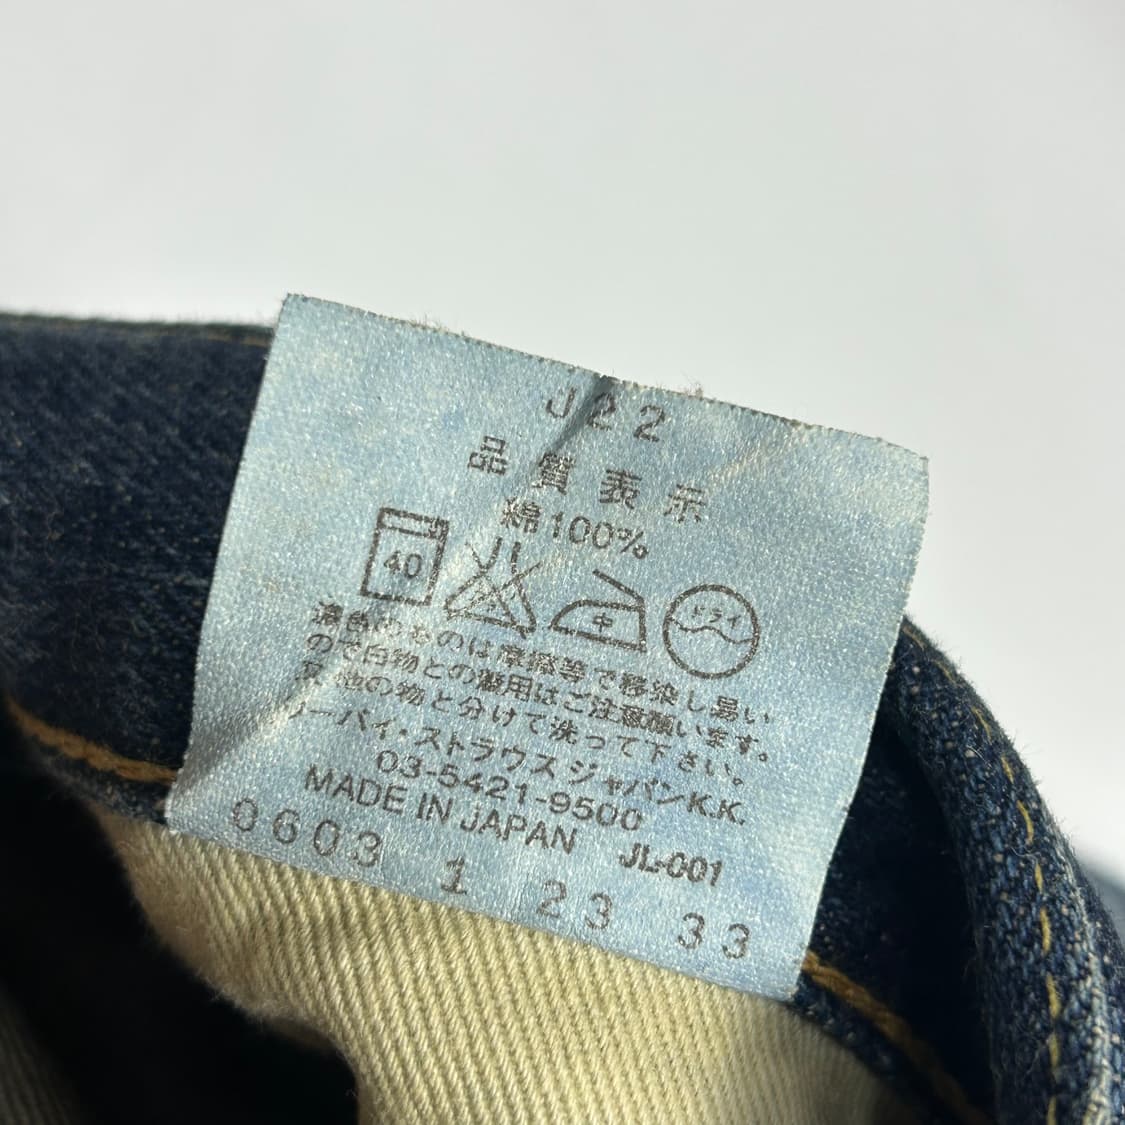 J22
品質表示
綿100%
40 中 ドライ
濃色のものは摩擦等で移染し易い
ので白物との着用はご注意願います。
又、他の物と分けて洗って下さい。
リーバイ・ストラウス ジャパンK.K.
03-5421-9500
MADE IN JAPAN JL-001
0603 1 23 33